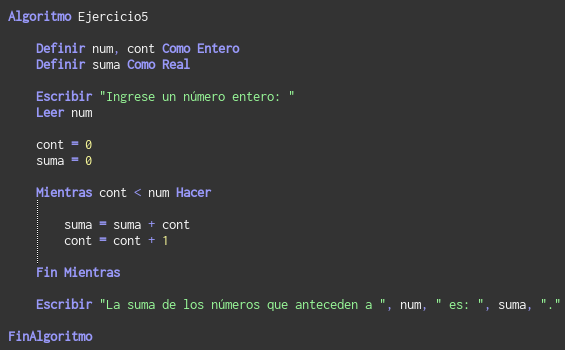 Algoritmo Ejercicio5
Definir num, cont Como Entero
Definir suma Como Real
Escribir "Ingrese un número entero: "
Leer num
cont = 0
suma = 0
Mientras cont < num Hacer
suma = suma + cont
cont = cont + 1
Fin Mientras
Escribir "La suma de los números que anteceden a ", num, " es: ", suma, "."
FinAlgoritmo